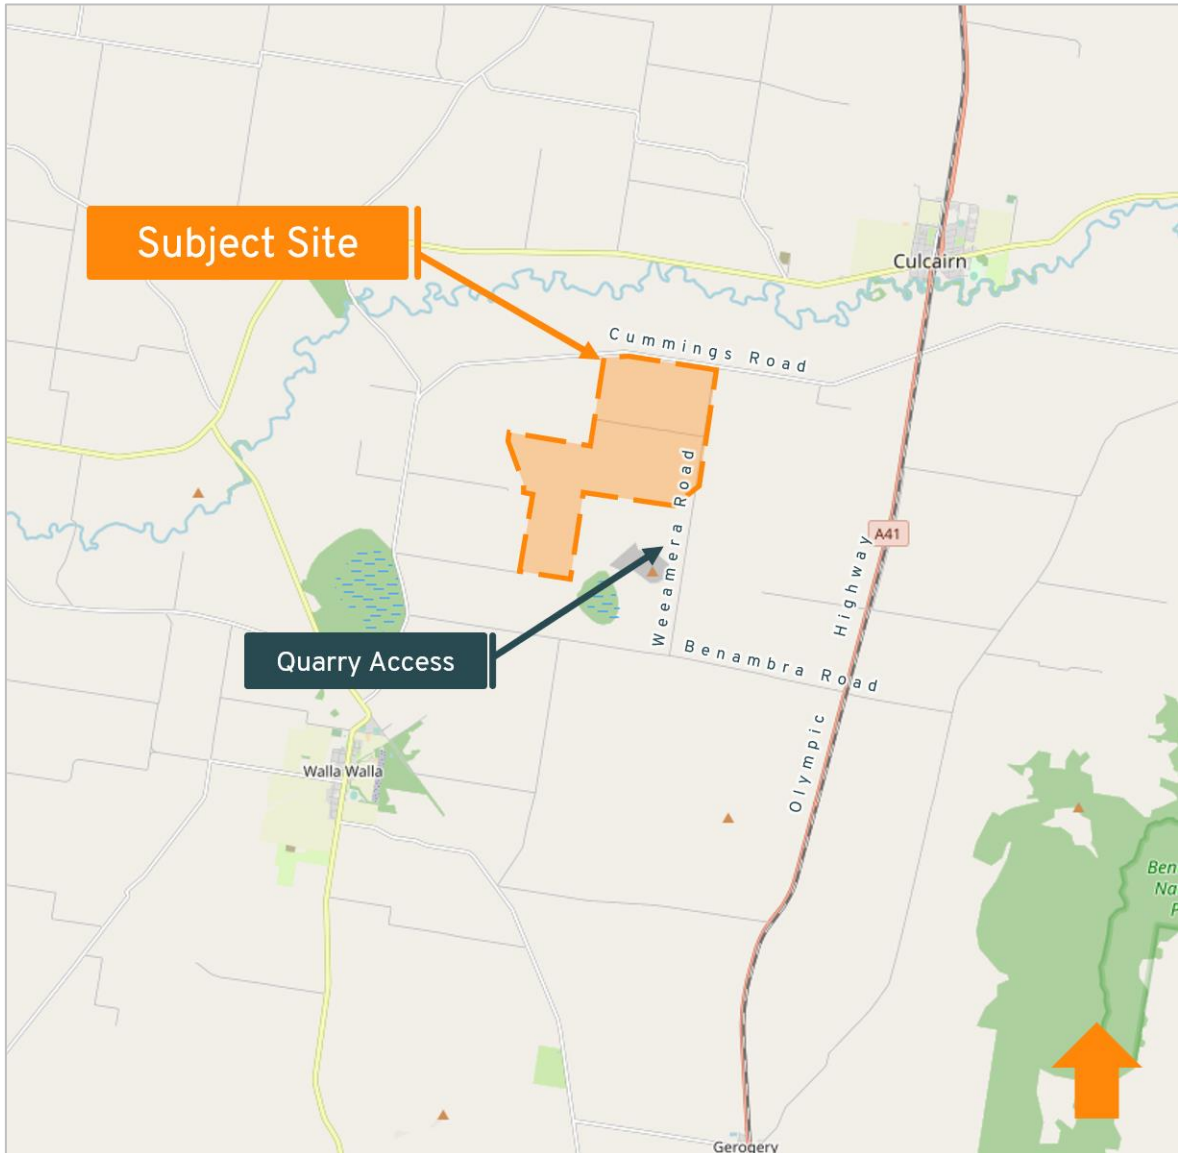 Subject Site
Culcairn
Cummings Road
Weeamera Road
A41
Olympic Highway
Quarry Access
Benambra Road
Walla Walla
Gerogery